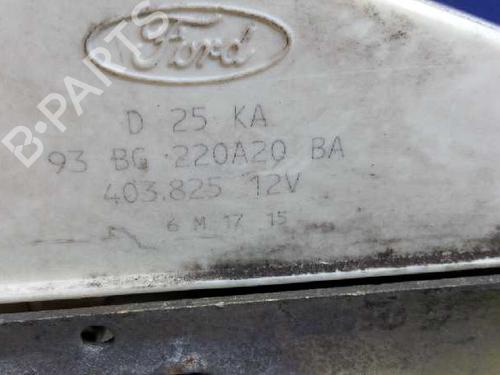 Ford
B-PARTS
D 25 KA
93 BG 220A20 BA
403.825 12V
6 M 17 15